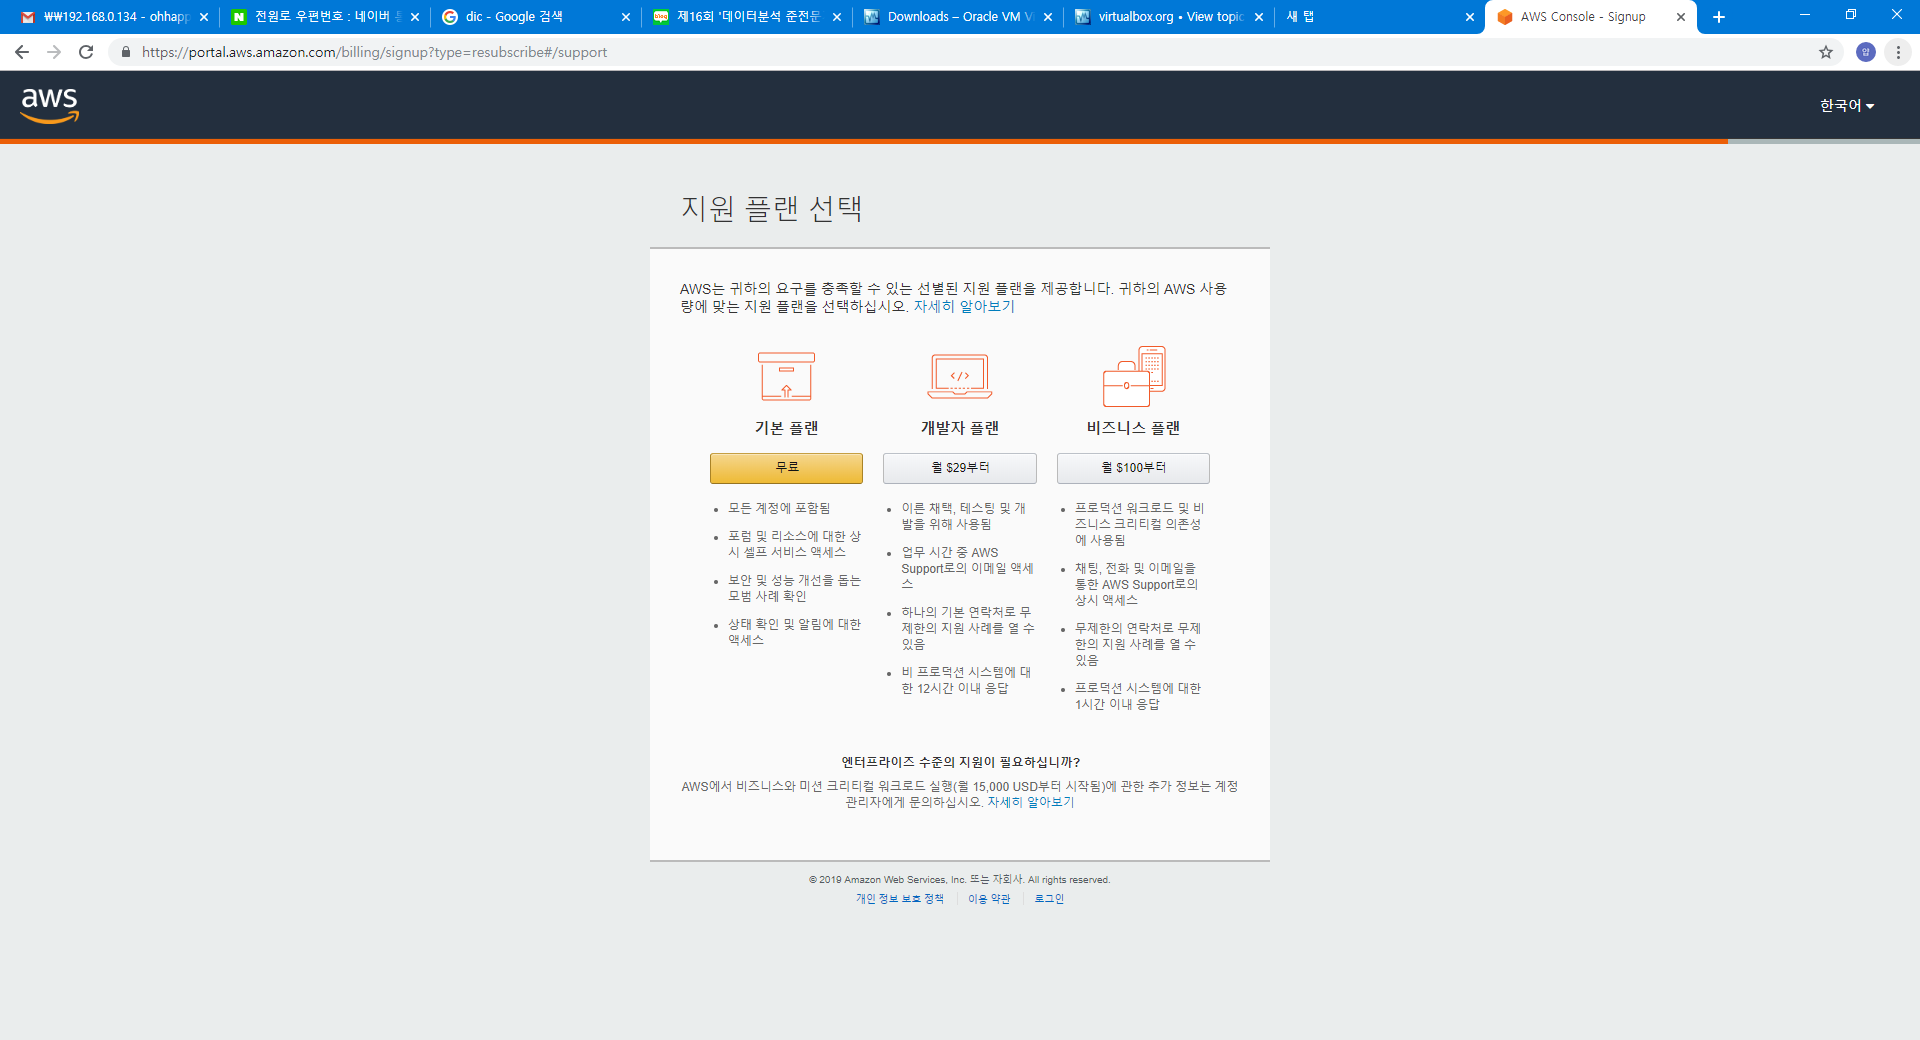 ₩₩192.168.0.134 - ohhapp
전원로 우편번호 : 네이버
dic - Google 검색
제16회 '데이터분석 준전문
Downloads – Oracle VM V
virtualbox.org • View topic
새 탭
AWS Console - Signup
https://portal.aws.amazon.com/billing/signup?type=resubscribe#/support
aws
한국어
지원 플랜 선택
AWS는 귀하의 요구를 충족할 수 있는 선별된 지원 플랜을 제공합니다. 귀하의 AWS 사용
량에 맞는 지원 플랜을 선택하십시오. 자세히 알아보기
기본 플랜
무료
모든 계정에 포함됨
포럼 및 리소스에 대한 상
시 셀프 서비스 액세스
보안 및 성능 개선을 돕는
모범 사례 확인
상태 확인 및 알림에 대한
액세스
개발자 플랜
월 $29부터
이른 채택, 테스팅 및 개
발을 위해 사용됨
업무 시간 중 AWS
Support로의 이메일 액세
스
하나의 기본 연락처로 무
제한의 지원 사례를 열 수
있음
비 프로덕션 시스템에 대
한 12시간 이내 응답
비즈니스 플랜
월 $100부터
프로덕션 워크로드 및 비
즈니스 크리티컬 의존성
에 사용됨
채팅, 전화 및 이메일을
통한 AWS Support로의
상시 액세스
무제한의 연락처로 무제
한의 지원 사례를 열 수
있음
프로덕션 시스템에 대한
1시간 이내 응답
엔터프라이즈 수준의 지원이 필요하십니까?
AWS에서 비즈니스와 미션 크리티컬 워크로드 실행(월 15,000 USD부터 시작됨)에 관한 추가 정보는 계정
관리자에게 문의하십시오. 자세히 알아보기
© 2019 Amazon Web Services, Inc. 또는 자회사. All rights reserved.
개인 정보 보호 정책
이용 약관
로그인